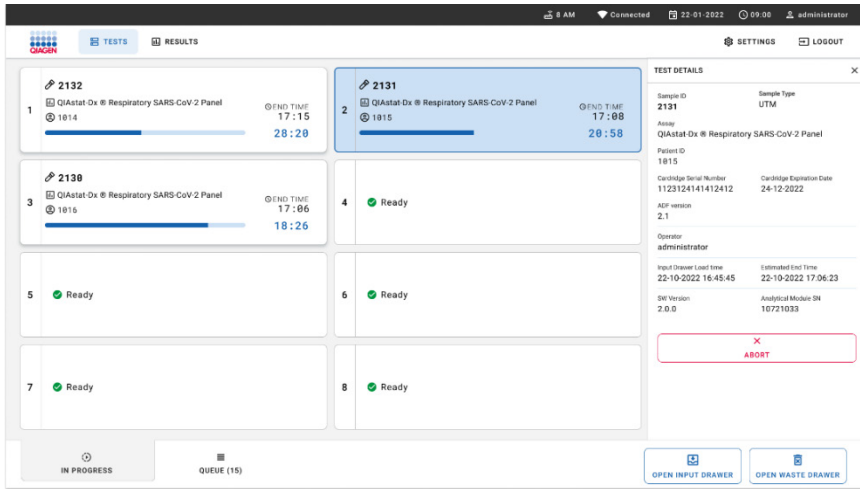 8 AM Connected 22-01-2022 09:00 administrator
QIAGEN TESTS RESULTS SETTINGS LOGOUT
1
2132
QIAstat-Dx ® Respiratory SARS-CoV-2 Panel
1014
END TIME
17:15
28:20
2
2131
QIAstat-Dx ® Respiratory SARS-CoV-2 Panel
1015
END TIME
17:08
20:58
3
2130
QIAstat-Dx ® Respiratory SARS-CoV-2 Panel
1016
END TIME
17:06
18:26
4 Ready
5 Ready
6 Ready
7 Ready
8 Ready
TEST DETAILS
Sample ID Sample Type
2131 UTM
Assay
QIAstat-Dx ® Respiratory SARS-CoV-2 Panel
Patient ID
1015
Cardridge Serial Number Cardridge Expiration Date
1123124141412412 24-12-2022
ADF version
2.1
Operator
administrator
Input Drawer Load time Estimated End Time
22-10-2022 16:45:45 22-10-2022 17:06:23
SW Version Analytical Module SN
2.0.0 10721033
ABORT
IN PROGRESS QUEUE (15)
OPEN INPUT DRAWER OPEN WASTE DRAWER